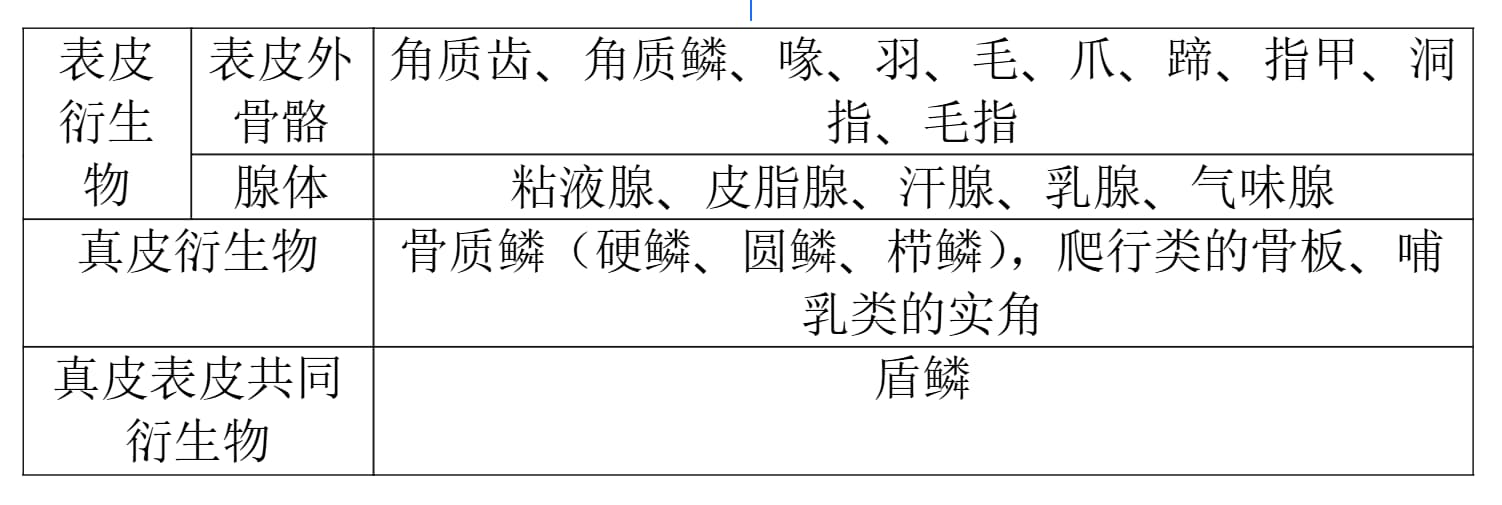 表皮 表皮外 角质齿、角质鳞、喙、羽、毛、爪、蹄、指甲、洞
衍生 骨骼 指、毛指
物 腺体 粘液腺、皮脂腺、汗腺、乳腺、气味腺
真皮衍生物 骨质鳞（硬鳞、圆鳞、栉鳞），爬行类的骨板、哺
乳类的实角
真皮表皮共同 盾鳞
衍生物